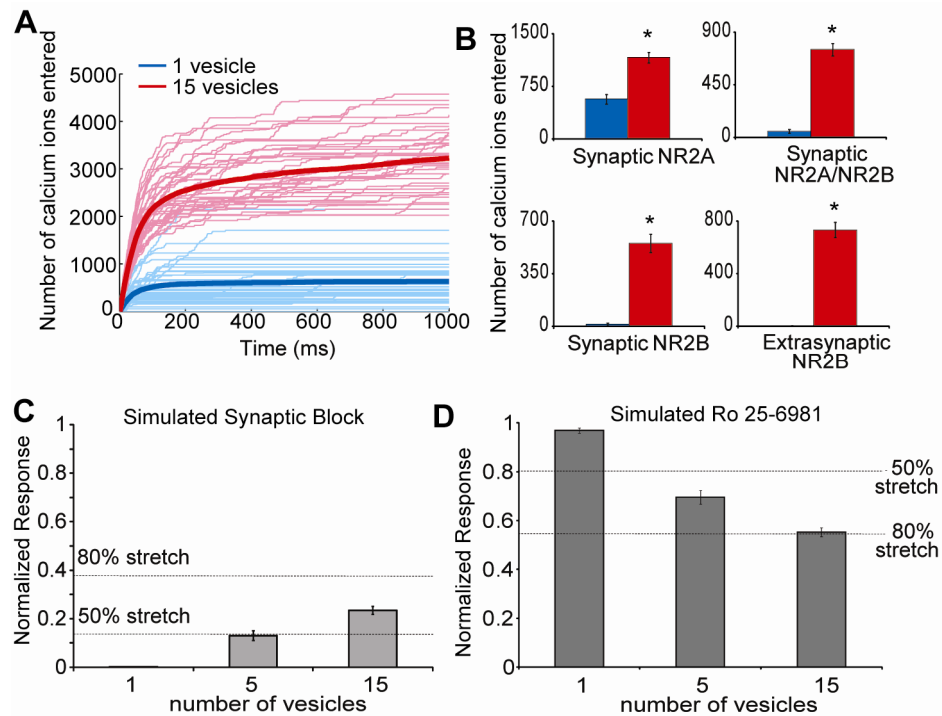 A
Number of calcium ions entered
5000
4000
3000
2000
1000
0
1 vesicle
15 vesicles
0 200 400 600 800 1000
Time (ms)
B
Number of calcium ions entered
1500
750
0
*
Synaptic NR2A
900
450
0
*
Synaptic
NR2A/NR2B
700
350
0
*
Synaptic NR2B
800
400
0
*
Extrasynaptic
NR2B
C
Simulated Synaptic Block
Normalized Response
1
0.8
0.6
0.4
0.2
0
80% stretch
50% stretch
1 5 15
number of vesicles
D
Simulated Ro 25-6981
Normalized Response
1
0.8
0.6
0.4
0.2
0
50%
stretch
80%
stretch
1 5 15
number of vesicles